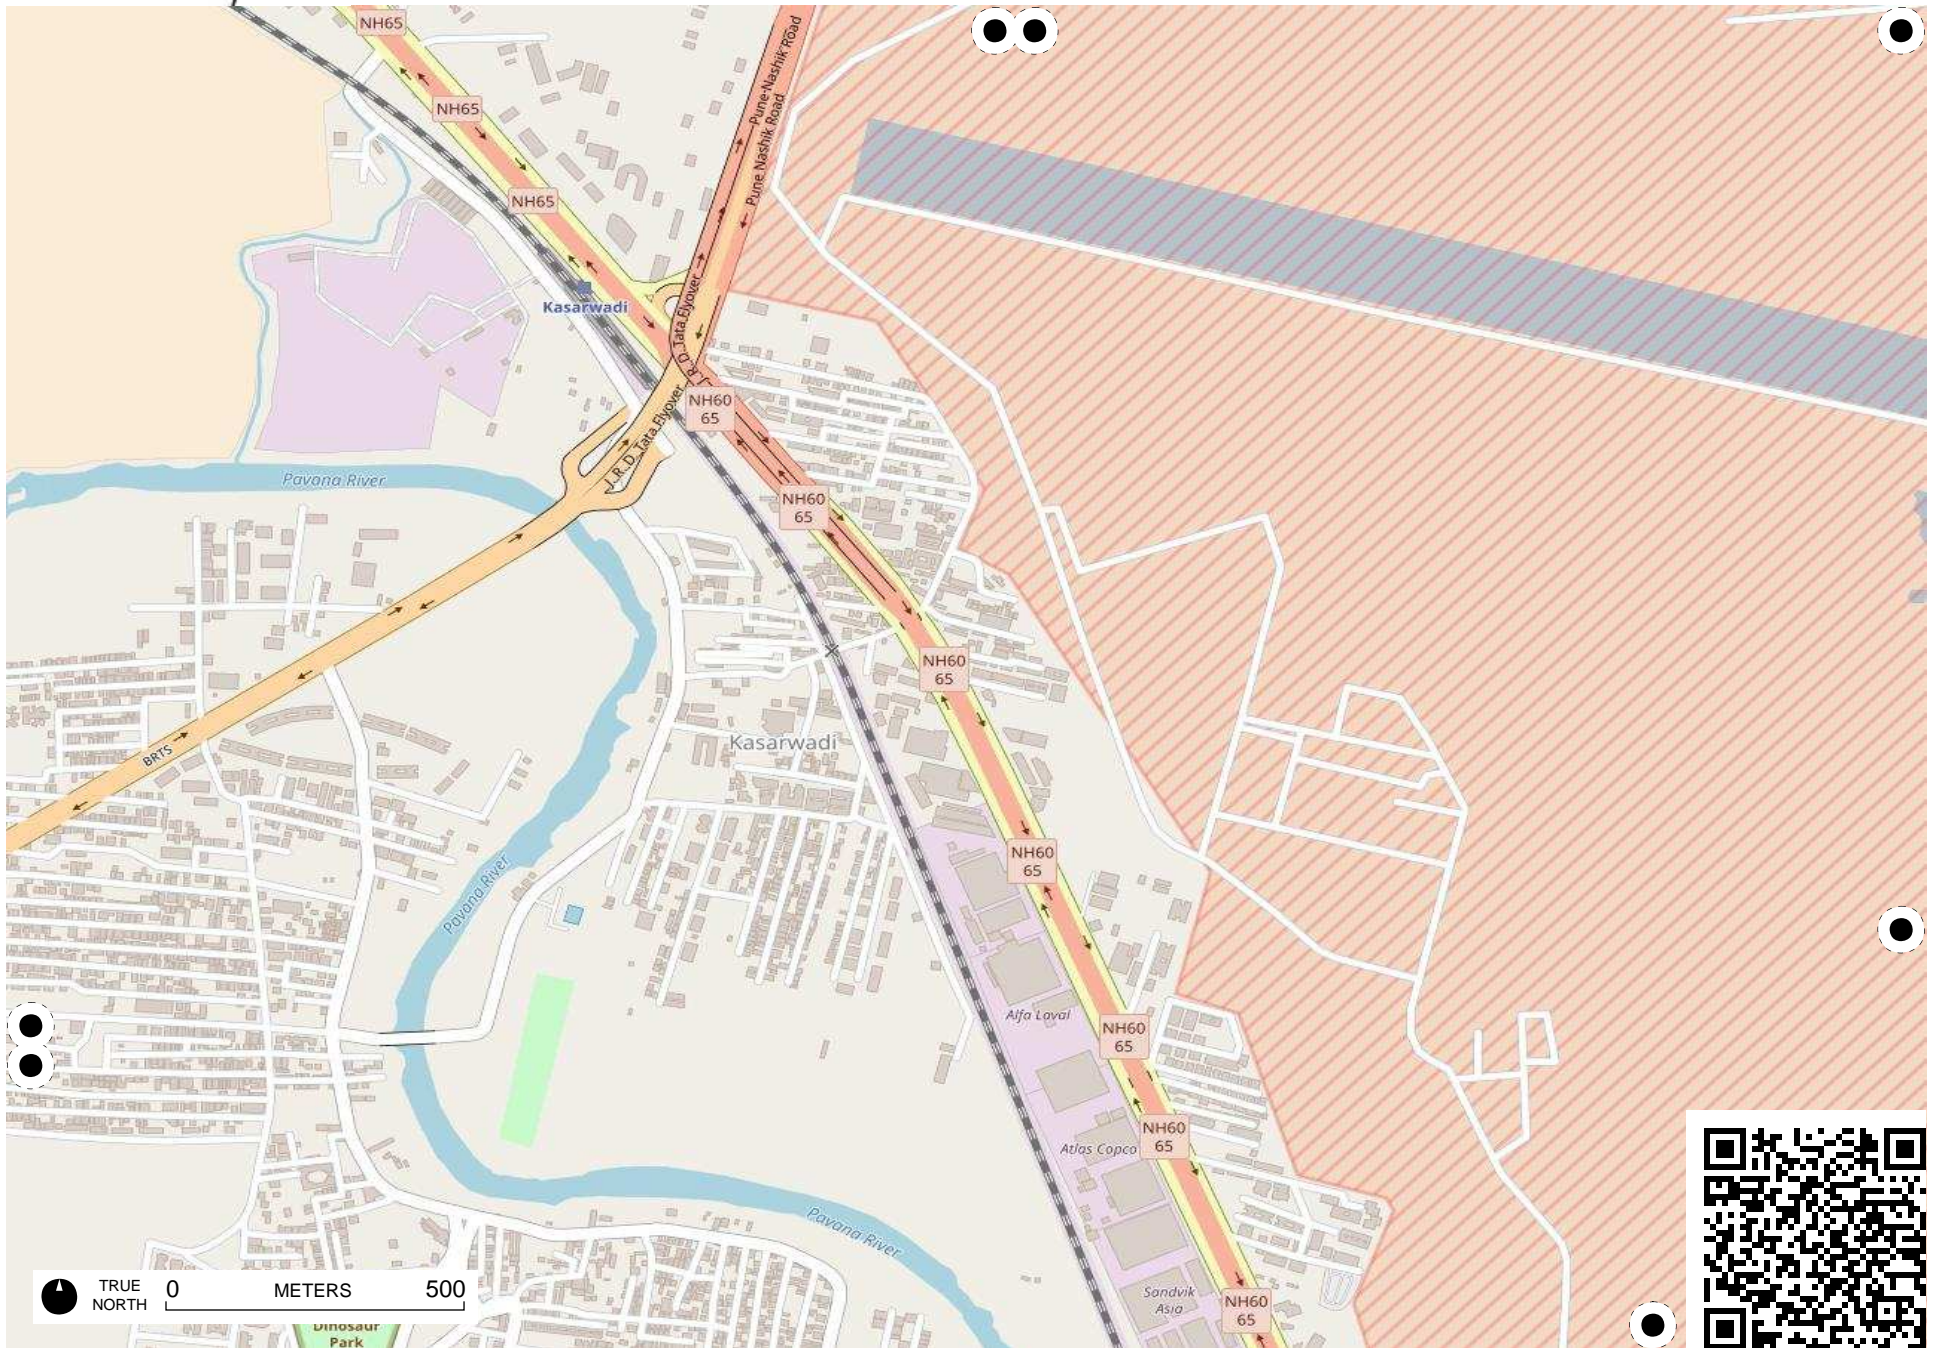 NH65
Pune-Nashik Road
Pune Nashik Road
NH65
NH65
Kasarwadi
J. R. D. Tata Flyover
J. R. D. Tata Flyover
NH60
65
Pavana River
NH60
65
NH60
65
Kasarwadi
BRTS
NH60
65
Pavana River
Alfa Laval
NH60
65
Atlas Copco
NH60
65
Pavana River
Sandvik
Asia
NH60
65
TRUE
NORTH
0
METERS
500
Dinosaur
Park